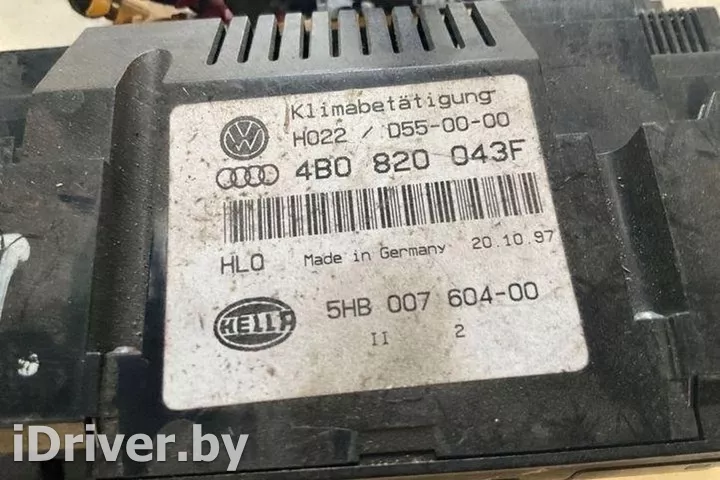 Klimabetätigung
H022 / D55-00-00
4B0 820 043F
HLO Made in Germany 20.10.97
HELLA 5HB 007 604-00
II 2
iDriver.by